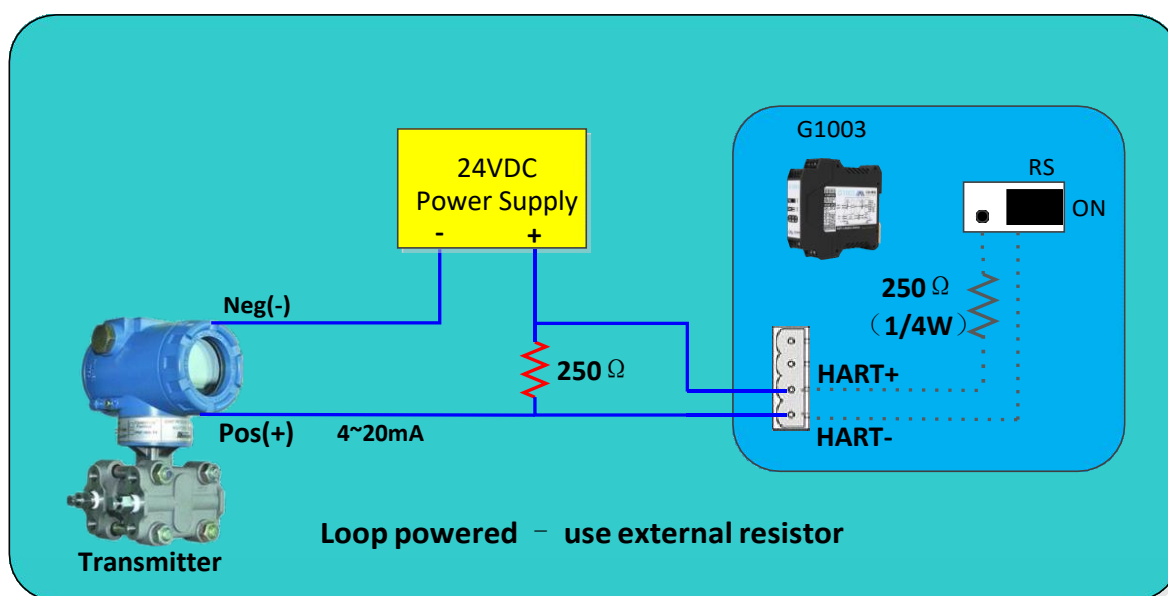 G1003
24VDC
Power Supply
- +
RS
ON
250Ω
（1/4W）
Neg(-)
250Ω
HART+
Pos(+)
4~20mA
HART-
Loop powered － use external resistor
Transmitter